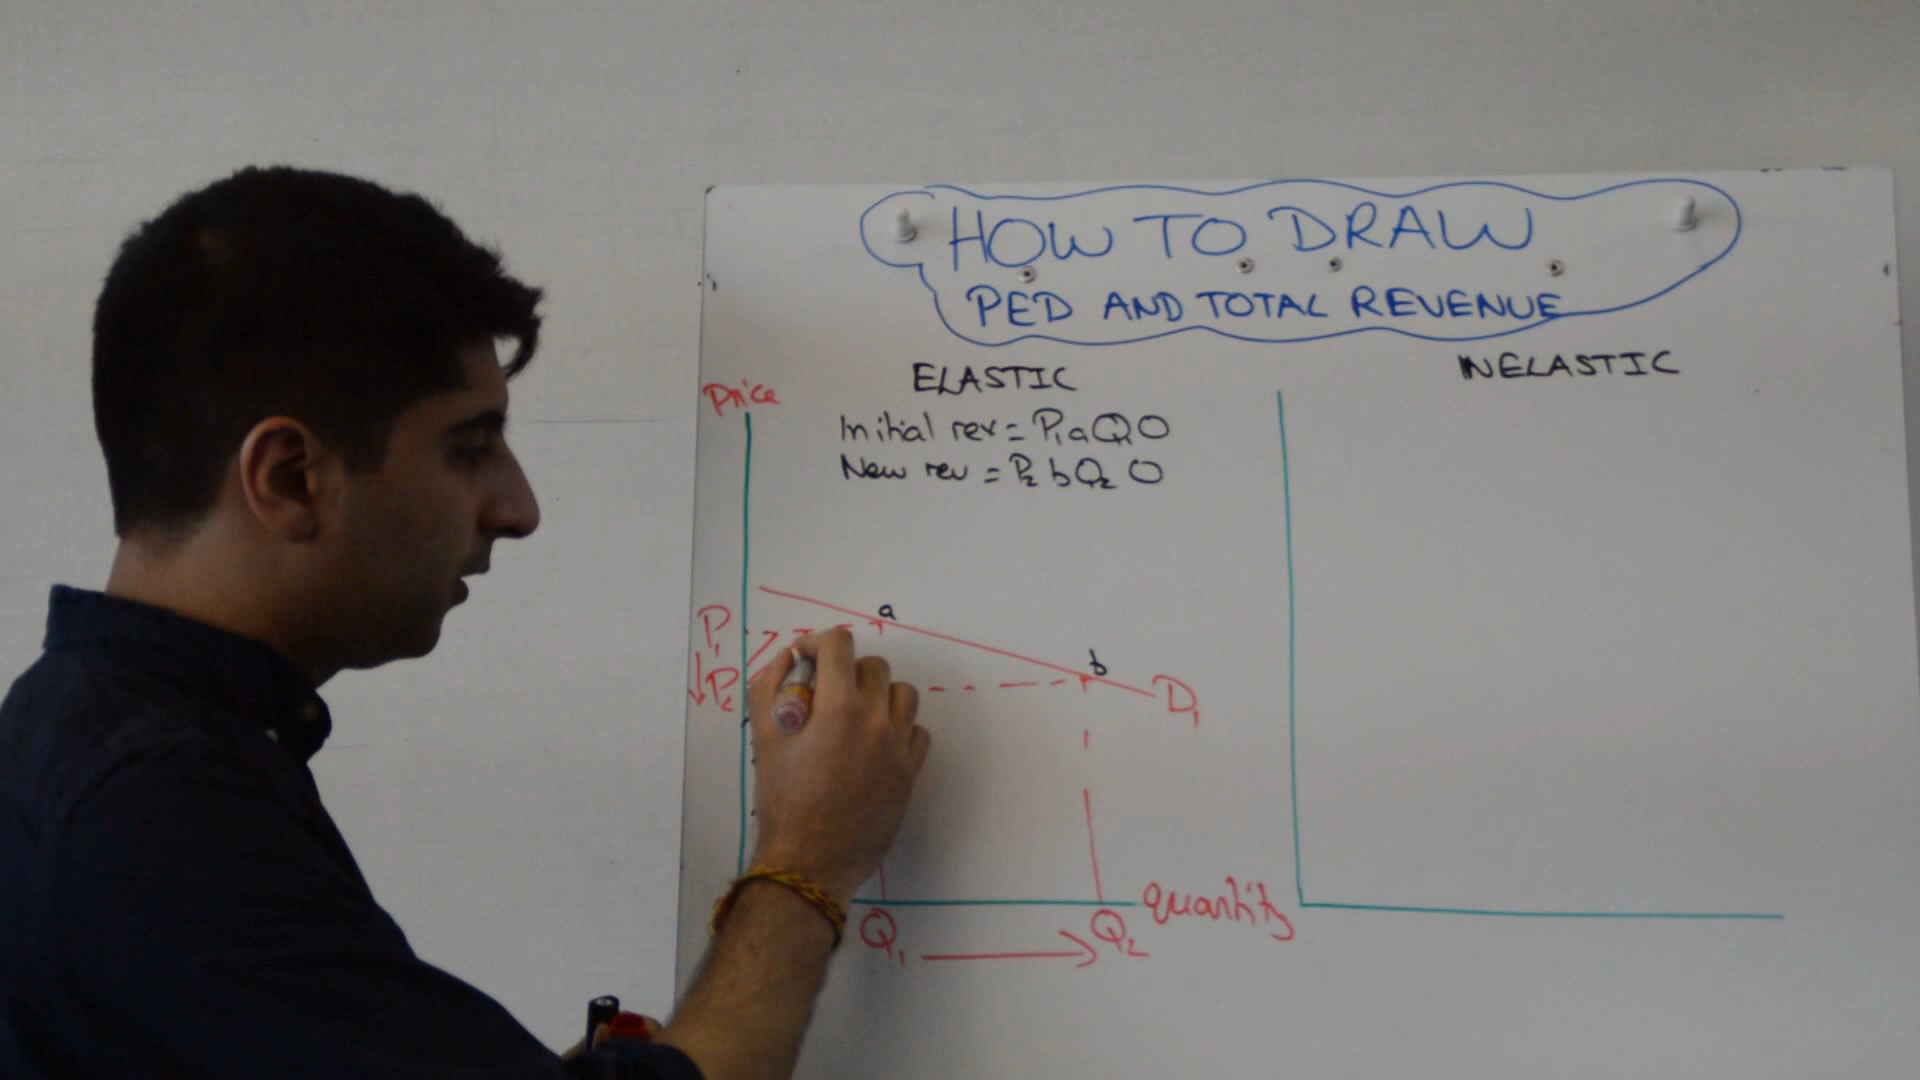 HOW TO DRAW
PED AND TOTAL REVENUE
ELASTIC
INELASTIC
Price
Initial rev = P₁aQ₁O
New rev = P₂bQ₂O
P₁
a
b
P₂
D₁
quantity
Q₁
Q₂